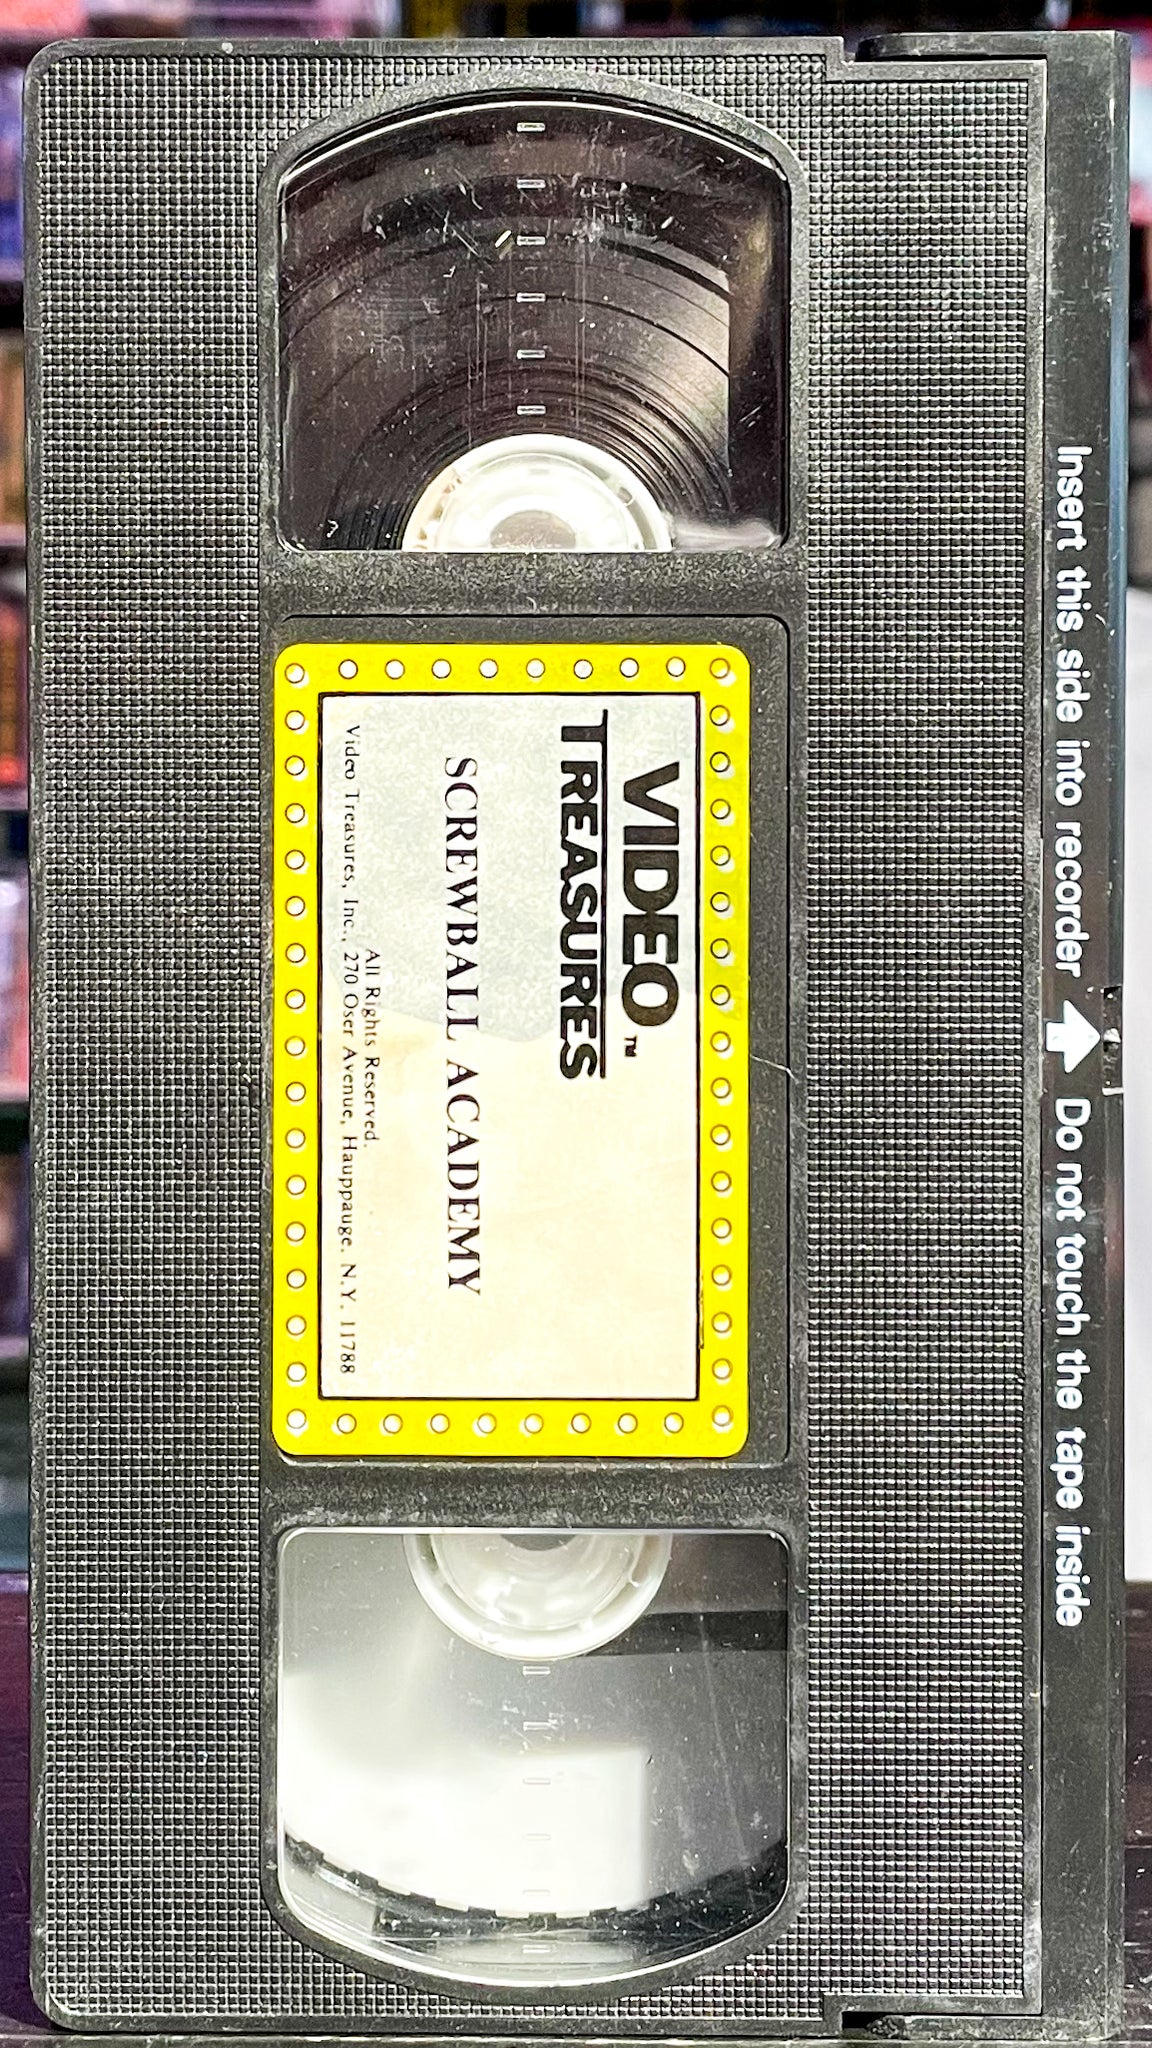 Insert this side into recorder Do not touch the tape inside
VIDEO
TREASURES™
SCREWBALL ACADEMY
All Rights Reserved.
Video Treasures, Inc., 270 Oser Avenue, Hauppauge. N.Y. 11788